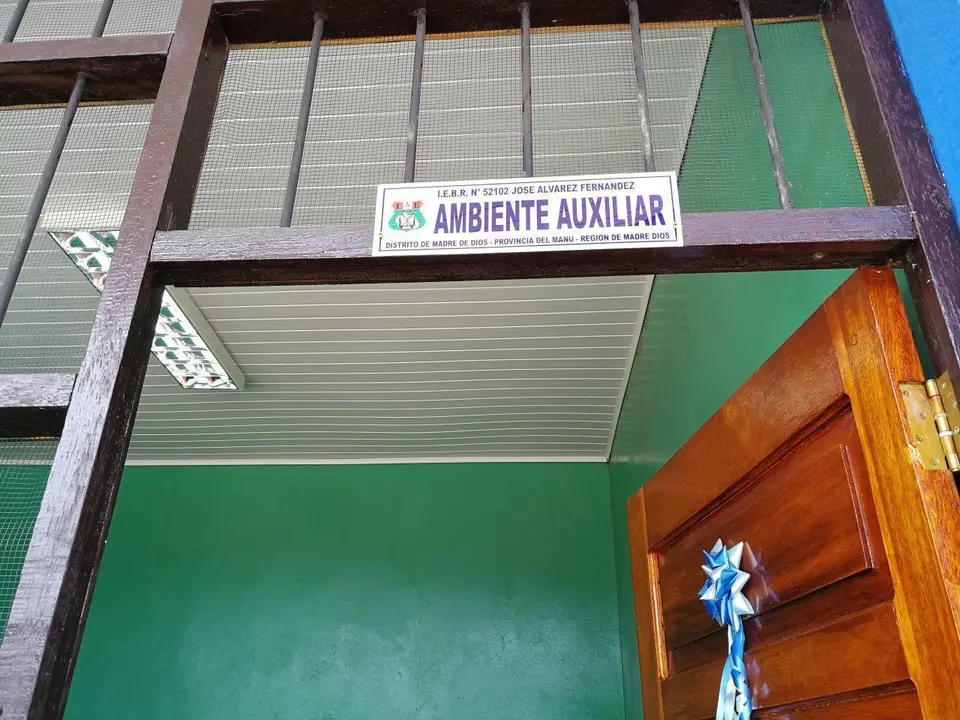 I.E.B.R. N° 52102 JOSE ALVAREZ FERNANDEZ
AMBIENTE AUXILIAR
DISTRITO DE MADRE DE DIOS - PROVINCIA DEL MANU - REGION DE MADRE DIOS